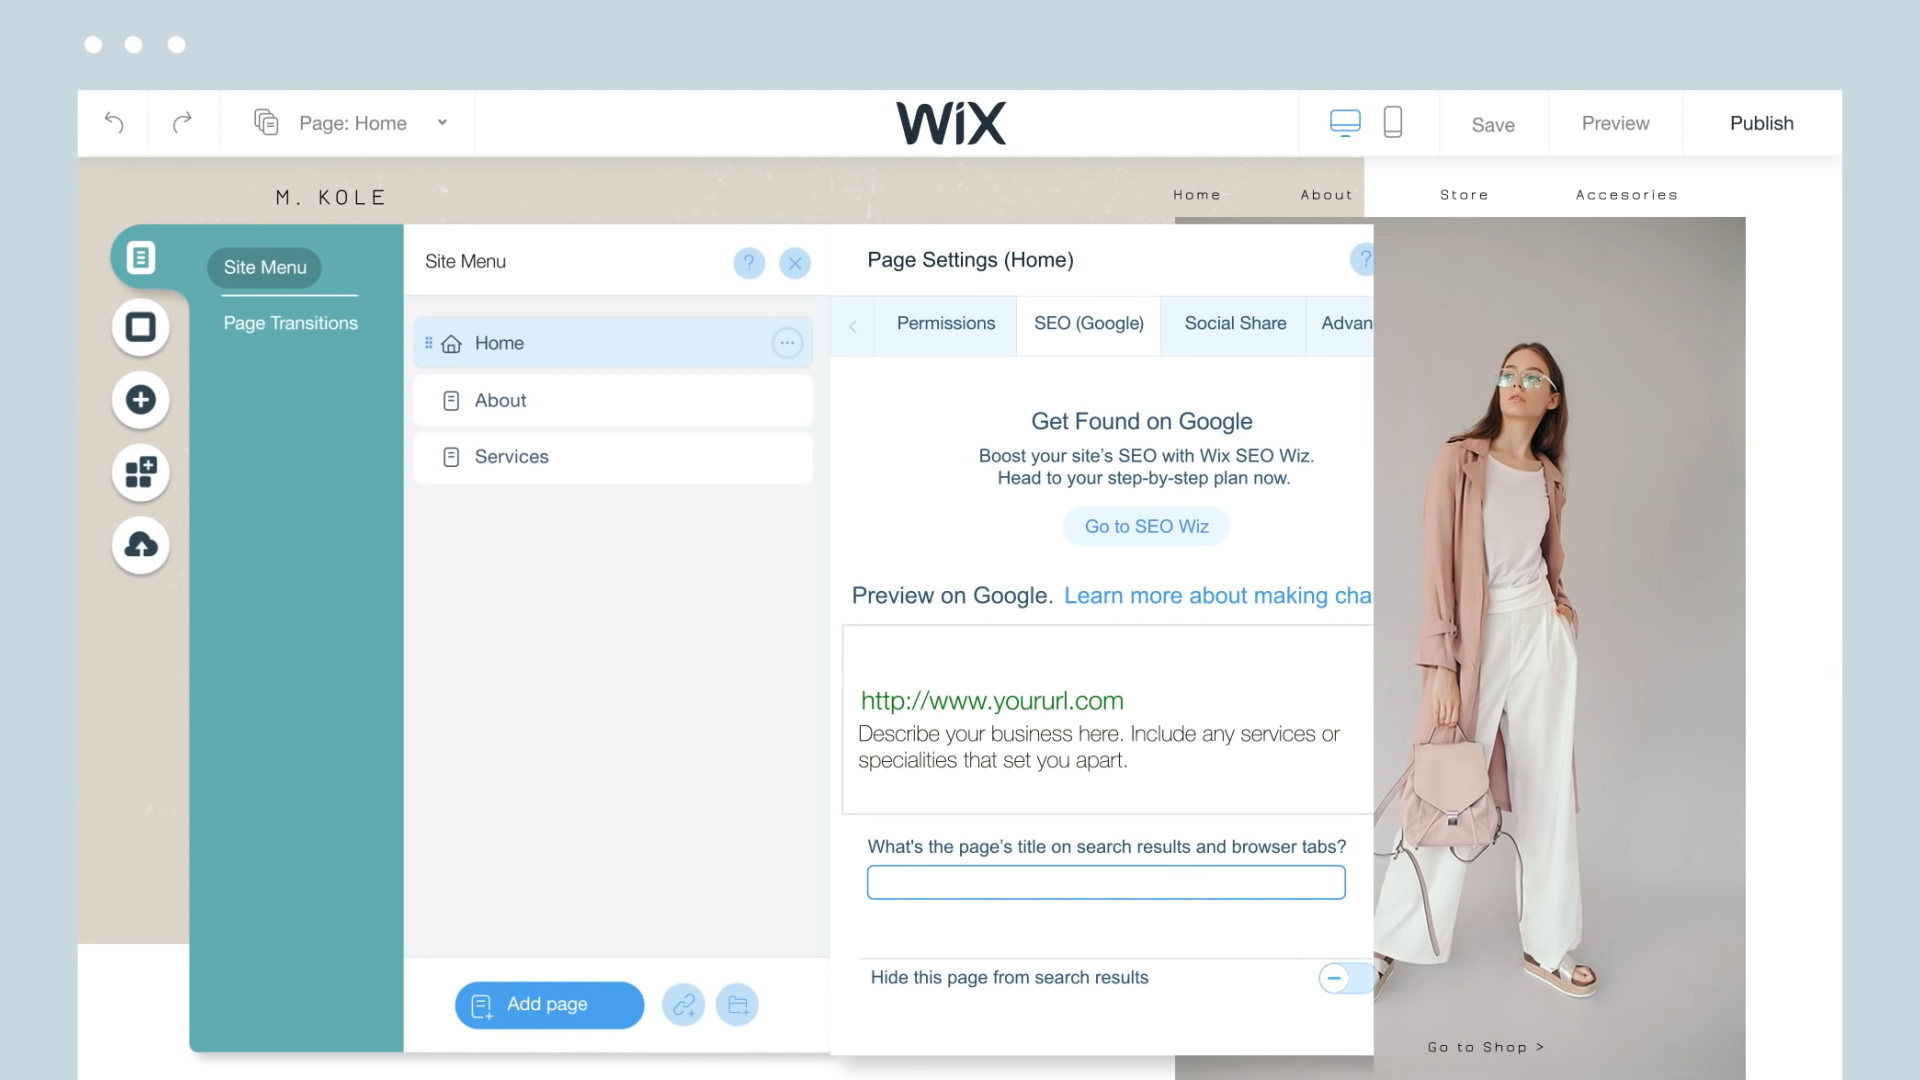 Page: Home
WiX
Save
Preview
Publish
M. KOLE
Home
About
Store
Accesories
Site Menu
Page Transitions
Site Menu
?
Home
About
Services
Add page
Page Settings (Home)
?
Permissions
SEO (Google)
Social Share
Advan
Get Found on Google
Boost your site's SEO with Wix SEO Wiz.
Head to your step-by-step plan now.
Go to SEO Wiz
Preview on Google. Learn more about making cha
http://www.yoururl.com
Describe your business here. Include any services or
specialities that set you apart.
What's the page's title on search results and browser tabs?
Hide this page from search results
Go to Shop >